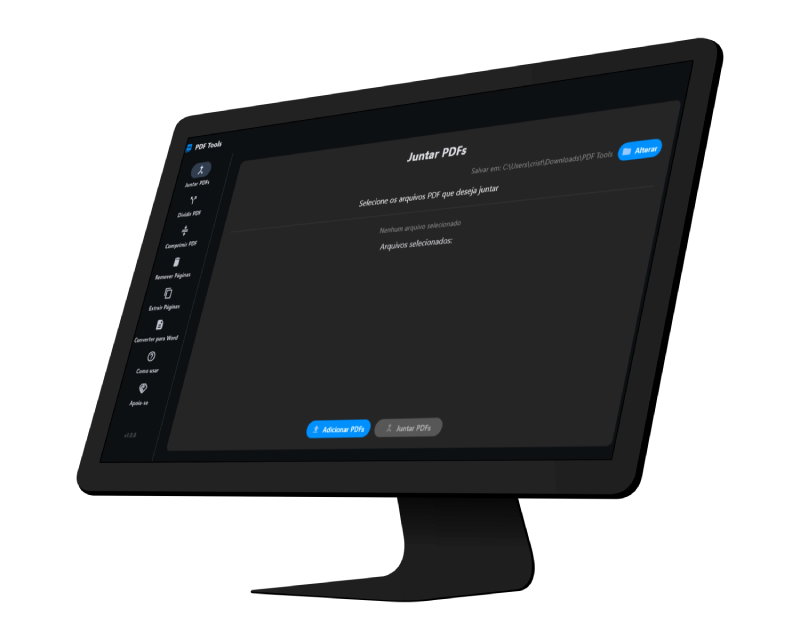 PDF Tools
Juntar PDFs
Dividir PDF
Comprimir PDF
Remover Páginas
Extrair Páginas
Converter para Word
Como usar
Apoie-se
v1.0.0
Juntar PDFs
Salvar em: C:\Users\crist\Downloads\PDF Tools
Alterar
Selecione os arquivos PDF que deseja juntar
Nenhum arquivo selecionado
Arquivos selecionados:
Adicionar PDFs
Juntar PDFs